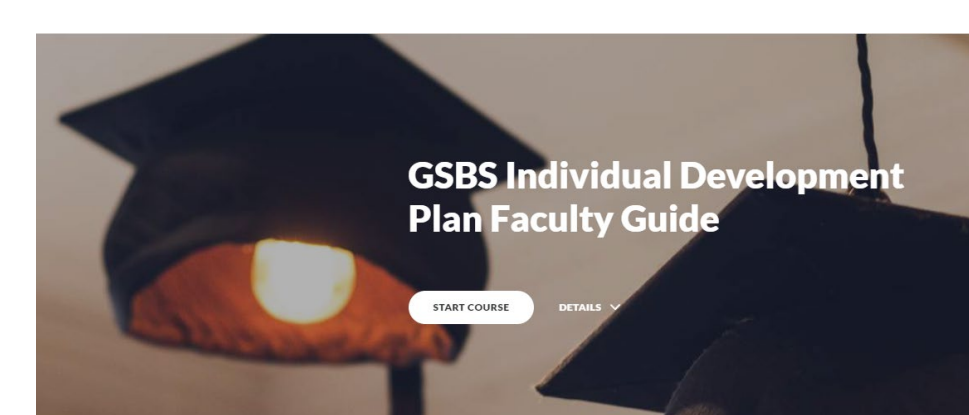 GSBS Individual Development
Plan Faculty Guide
START COURSE
DETAILS